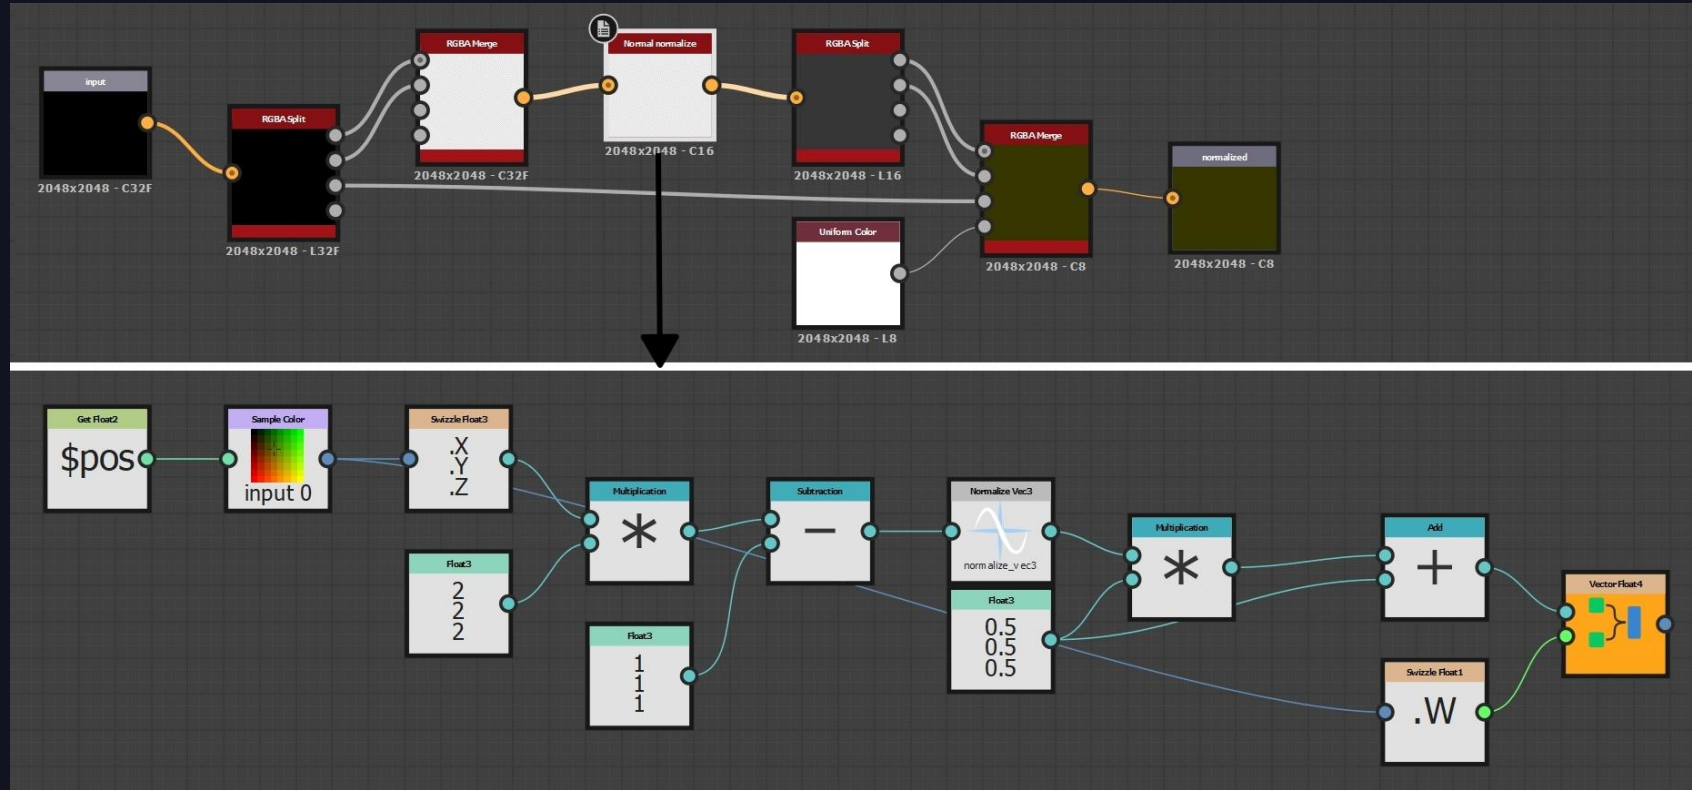 input
2048x2048 - C32F
RGBA Split
2048x2048 - L32F
RGBA Merge
2048x2048 - C32F
Normal normalize
2048x2048 - C16
RGBA Split
2048x2048 - L16
Uniform Color
2048x2048 - L8
RGBA Merge
2048x2048 - C8
normalized
2048x2048 - C8
Get Float2
$pos
Sample Color
input 0
Swizzle Float3
.X
.Y
.Z
Float3
2
2
2
Multiplication
*
Float3
1
1
1
Subtraction
−
Normalize Vec3
normalize_vec3
Float3
0.5
0.5
0.5
Multiplication
*
Add
+
Swizzle Float1
.W
Vector Float4